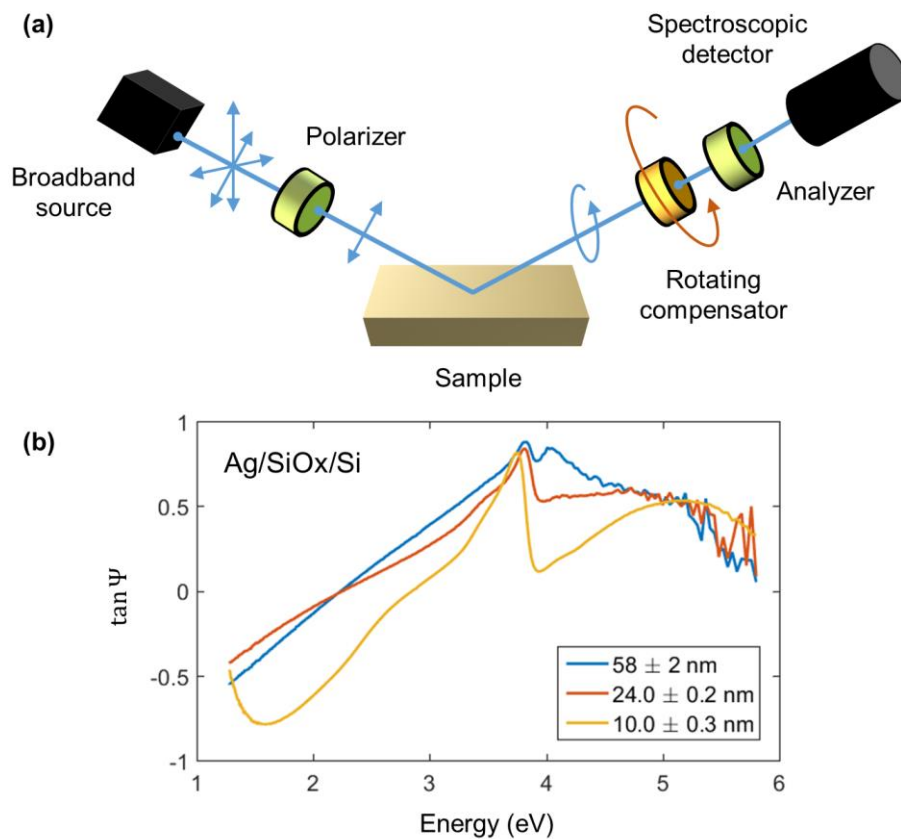 (a)
Spectroscopic
detector
Polarizer
Broadband
source
Analyzer
Rotating
compensator
Sample
(b)
1
Ag/SiOx/Si
0.5
tan Ψ
0
-0.5
58 ± 2 nm
24.0 ± 0.2 nm
10.0 ± 0.3 nm
-1
1 2 3 4 5 6
Energy (eV)